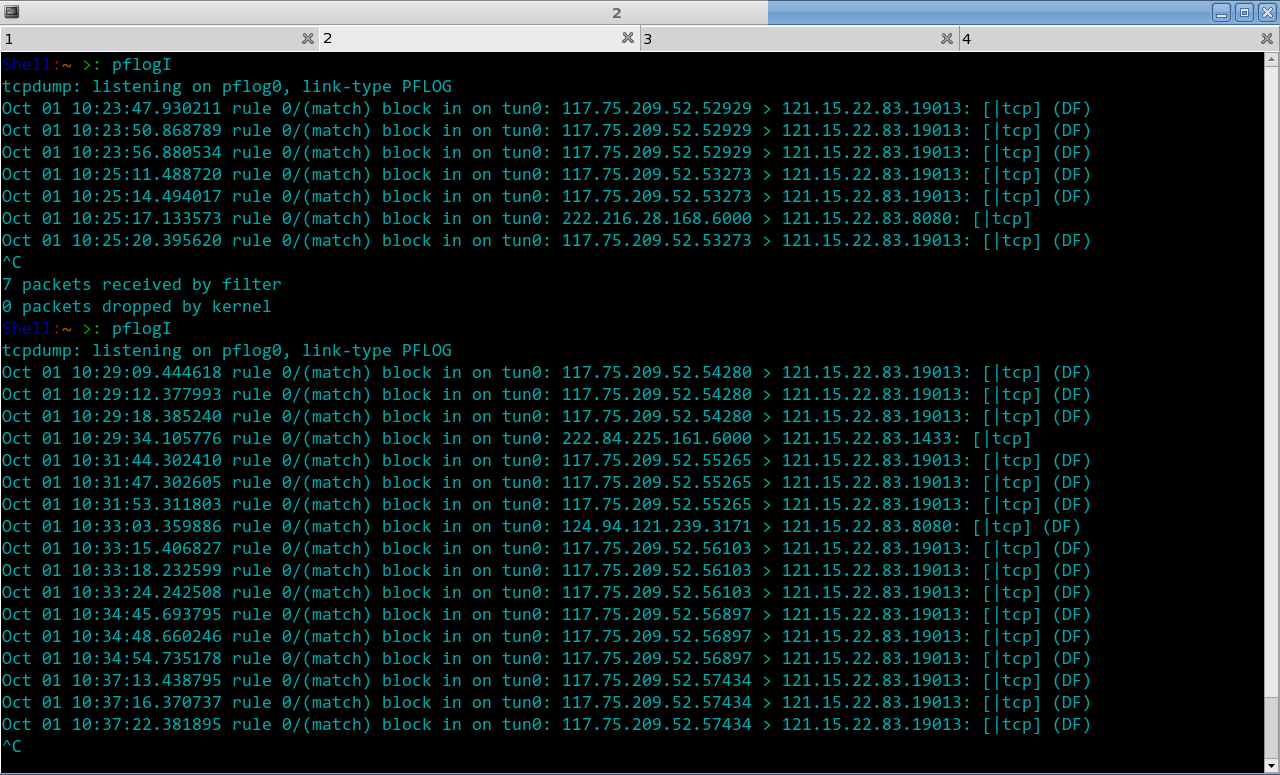 2
1 2 3 4
Shell:~ >: pflogI
tcpdump: listening on pflog0, link-type PFLOG
Oct 01 10:23:47.930211 rule 0/(match) block in on tun0: 117.75.209.52.52929 > 121.15.22.83.19013: [|tcp] (DF)
Oct 01 10:23:50.868789 rule 0/(match) block in on tun0: 117.75.209.52.52929 > 121.15.22.83.19013: [|tcp] (DF)
Oct 01 10:23:56.880534 rule 0/(match) block in on tun0: 117.75.209.52.52929 > 121.15.22.83.19013: [|tcp] (DF)
Oct 01 10:25:11.488720 rule 0/(match) block in on tun0: 117.75.209.52.53273 > 121.15.22.83.19013: [|tcp] (DF)
Oct 01 10:25:14.494017 rule 0/(match) block in on tun0: 117.75.209.52.53273 > 121.15.22.83.19013: [|tcp] (DF)
Oct 01 10:25:17.133573 rule 0/(match) block in on tun0: 222.216.28.168.6000 > 121.15.22.83.8080: [|tcp]
Oct 01 10:25:20.395620 rule 0/(match) block in on tun0: 117.75.209.52.53273 > 121.15.22.83.19013: [|tcp] (DF)
^C
7 packets received by filter
0 packets dropped by kernel
Shell:~ >: pflogI
tcpdump: listening on pflog0, link-type PFLOG
Oct 01 10:29:09.444618 rule 0/(match) block in on tun0: 117.75.209.52.54280 > 121.15.22.83.19013: [|tcp] (DF)
Oct 01 10:29:12.377993 rule 0/(match) block in on tun0: 117.75.209.52.54280 > 121.15.22.83.19013: [|tcp] (DF)
Oct 01 10:29:18.385240 rule 0/(match) block in on tun0: 117.75.209.52.54280 > 121.15.22.83.19013: [|tcp] (DF)
Oct 01 10:29:34.105776 rule 0/(match) block in on tun0: 222.84.225.161.6000 > 121.15.22.83.1433: [|tcp]
Oct 01 10:31:44.302410 rule 0/(match) block in on tun0: 117.75.209.52.55265 > 121.15.22.83.19013: [|tcp] (DF)
Oct 01 10:31:47.302605 rule 0/(match) block in on tun0: 117.75.209.52.55265 > 121.15.22.83.19013: [|tcp] (DF)
Oct 01 10:31:53.311803 rule 0/(match) block in on tun0: 117.75.209.52.55265 > 121.15.22.83.19013: [|tcp] (DF)
Oct 01 10:33:03.359886 rule 0/(match) block in on tun0: 124.94.121.239.3171 > 121.15.22.83.8080: [|tcp] (DF)
Oct 01 10:33:15.406827 rule 0/(match) block in on tun0: 117.75.209.52.56103 > 121.15.22.83.19013: [|tcp] (DF)
Oct 01 10:33:18.232599 rule 0/(match) block in on tun0: 117.75.209.52.56103 > 121.15.22.83.19013: [|tcp] (DF)
Oct 01 10:33:24.242508 rule 0/(match) block in on tun0: 117.75.209.52.56103 > 121.15.22.83.19013: [|tcp] (DF)
Oct 01 10:34:45.693795 rule 0/(match) block in on tun0: 117.75.209.52.56897 > 121.15.22.83.19013: [|tcp] (DF)
Oct 01 10:34:48.660246 rule 0/(match) block in on tun0: 117.75.209.52.56897 > 121.15.22.83.19013: [|tcp] (DF)
Oct 01 10:34:54.735178 rule 0/(match) block in on tun0: 117.75.209.52.56897 > 121.15.22.83.19013: [|tcp] (DF)
Oct 01 10:37:13.438795 rule 0/(match) block in on tun0: 117.75.209.52.57434 > 121.15.22.83.19013: [|tcp] (DF)
Oct 01 10:37:16.370737 rule 0/(match) block in on tun0: 117.75.209.52.57434 > 121.15.22.83.19013: [|tcp] (DF)
Oct 01 10:37:22.381895 rule 0/(match) block in on tun0: 117.75.209.52.57434 > 121.15.22.83.19013: [|tcp] (DF)
^C